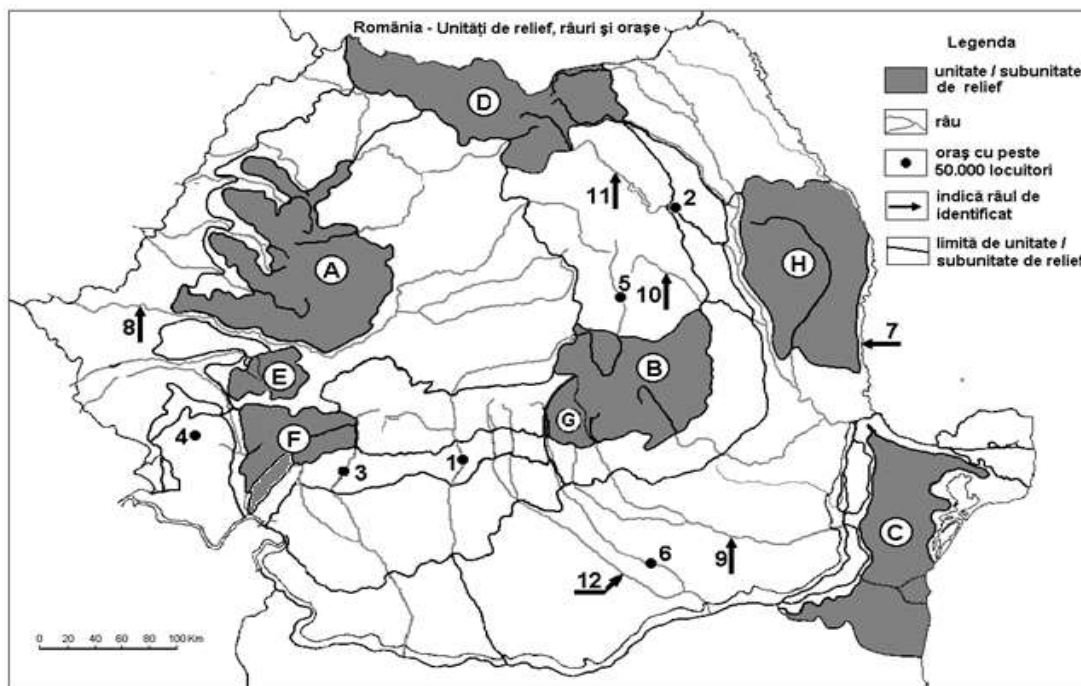 România - Unități de relief, râuri și orașe
Legenda
unitate / subunitate
de relief
râu
oraș cu peste
50.000 locuitori
indică râul de
identificat
limită de unitate /
subunitate de relief
D
11
2
A
H
5
10
8
7
E
B
G
4
F
3
1
C
6
9
12
0 20 40 60 80 100 Km